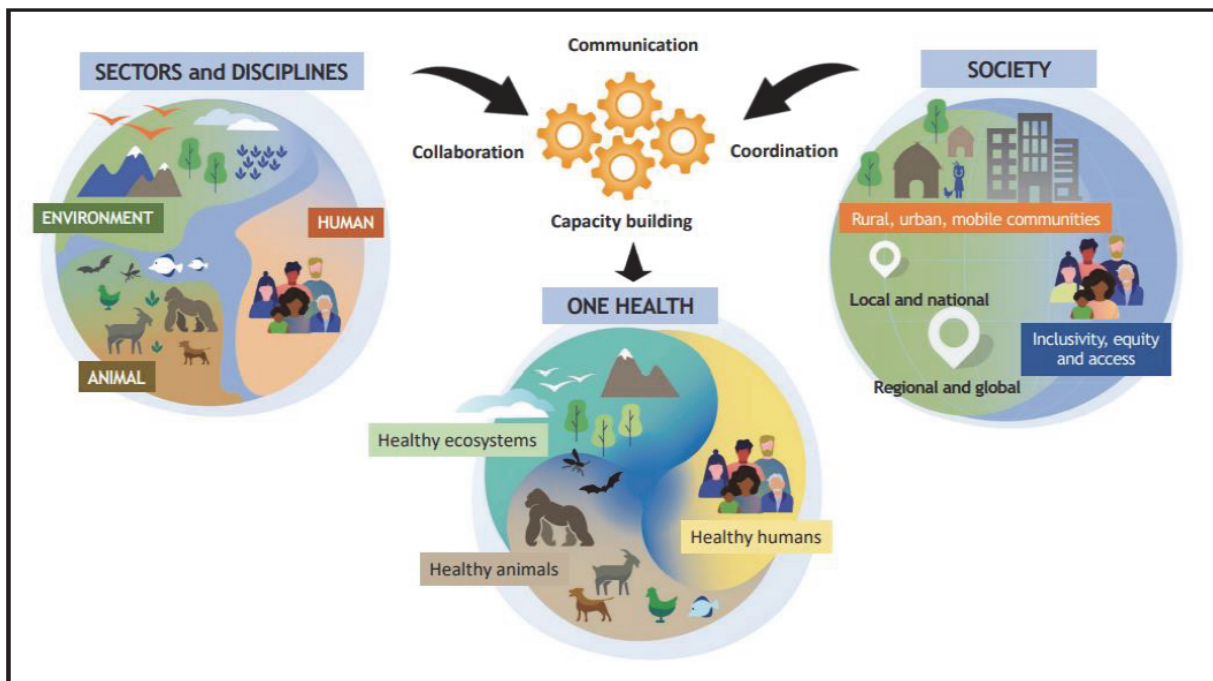 SECTORS and DISCIPLINES
ENVIRONMENT
HUMAN
ANIMAL
Communication
Collaboration
Coordination
Capacity building
SOCIETY
Rural, urban, mobile communities
Local and national
Inclusivity, equity
and access
Regional and global
ONE HEALTH
Healthy ecosystems
Healthy humans
Healthy animals